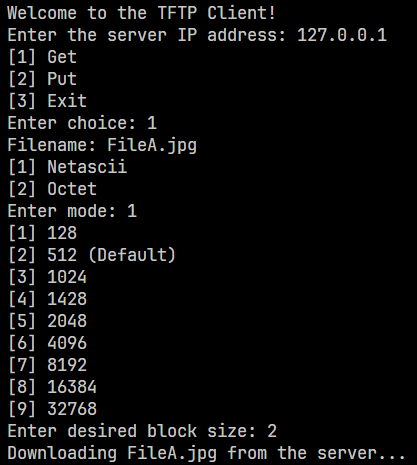 Welcome to the TFTP Client!
Enter the server IP address: 127.0.0.1
[1] Get
[2] Put
[3] Exit
Enter choice: 1
Filename: FileA.jpg
[1] Netascii
[2] Octet
Enter mode: 1
[1] 128
[2] 512 (Default)
[3] 1024
[4] 1428
[5] 2048
[6] 4096
[7] 8192
[8] 16384
[9] 32768
Enter desired block size: 2
Downloading FileA.jpg from the server...